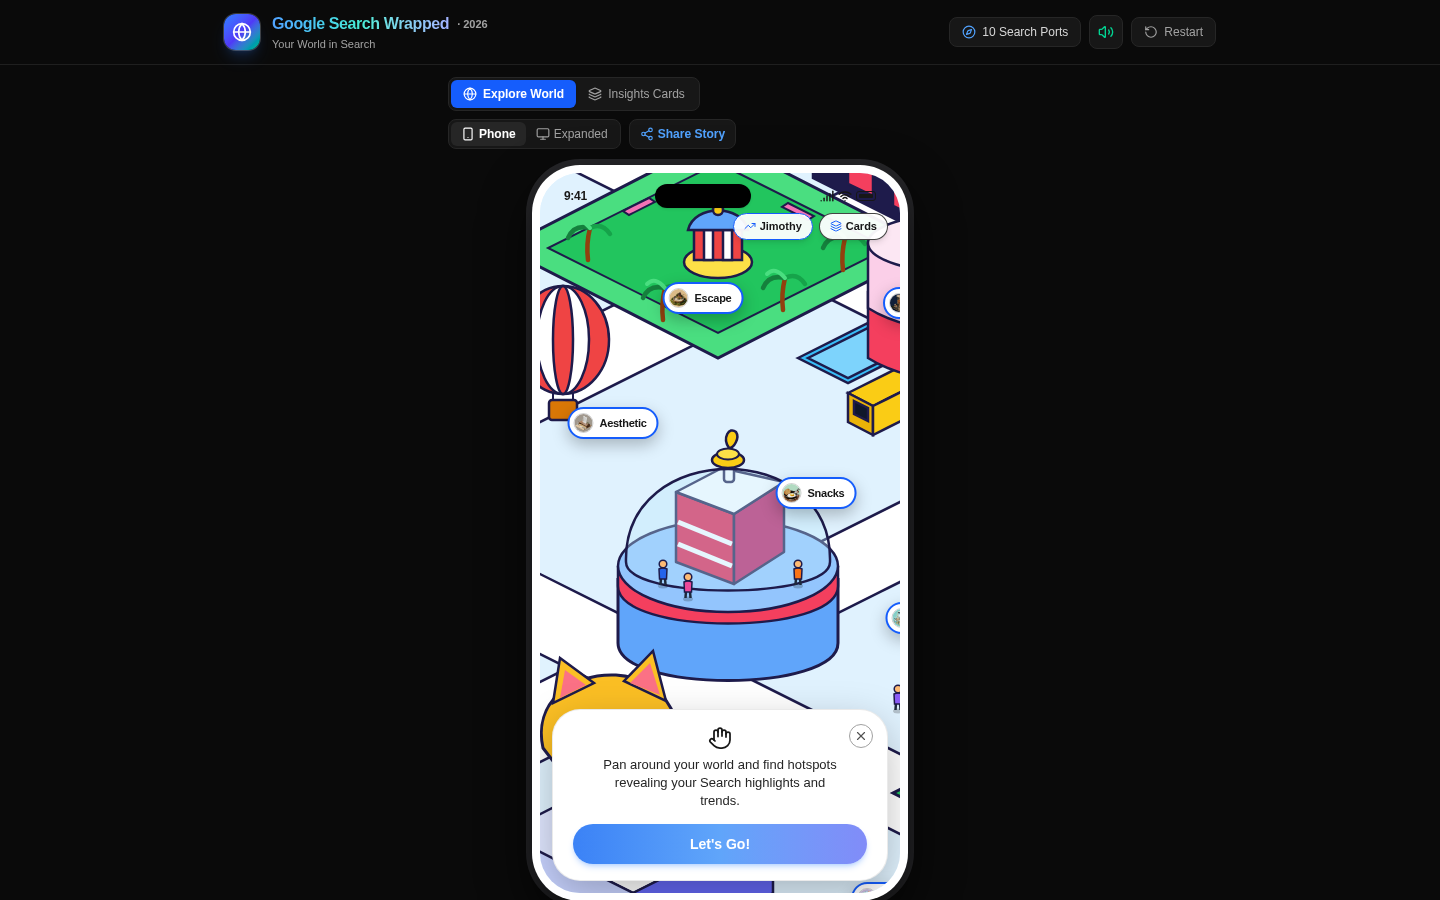 Google Search Wrapped · 2026
Your World in Search
10 Search Ports
Restart
Explore World
Insights Cards
Phone
Expanded
Share Story
9:41
Jimothy
Cards
Escape
Aesthetic
Snacks
Pan around your world and find hotspots
revealing your Search highlights and
trends.
Let's Go!